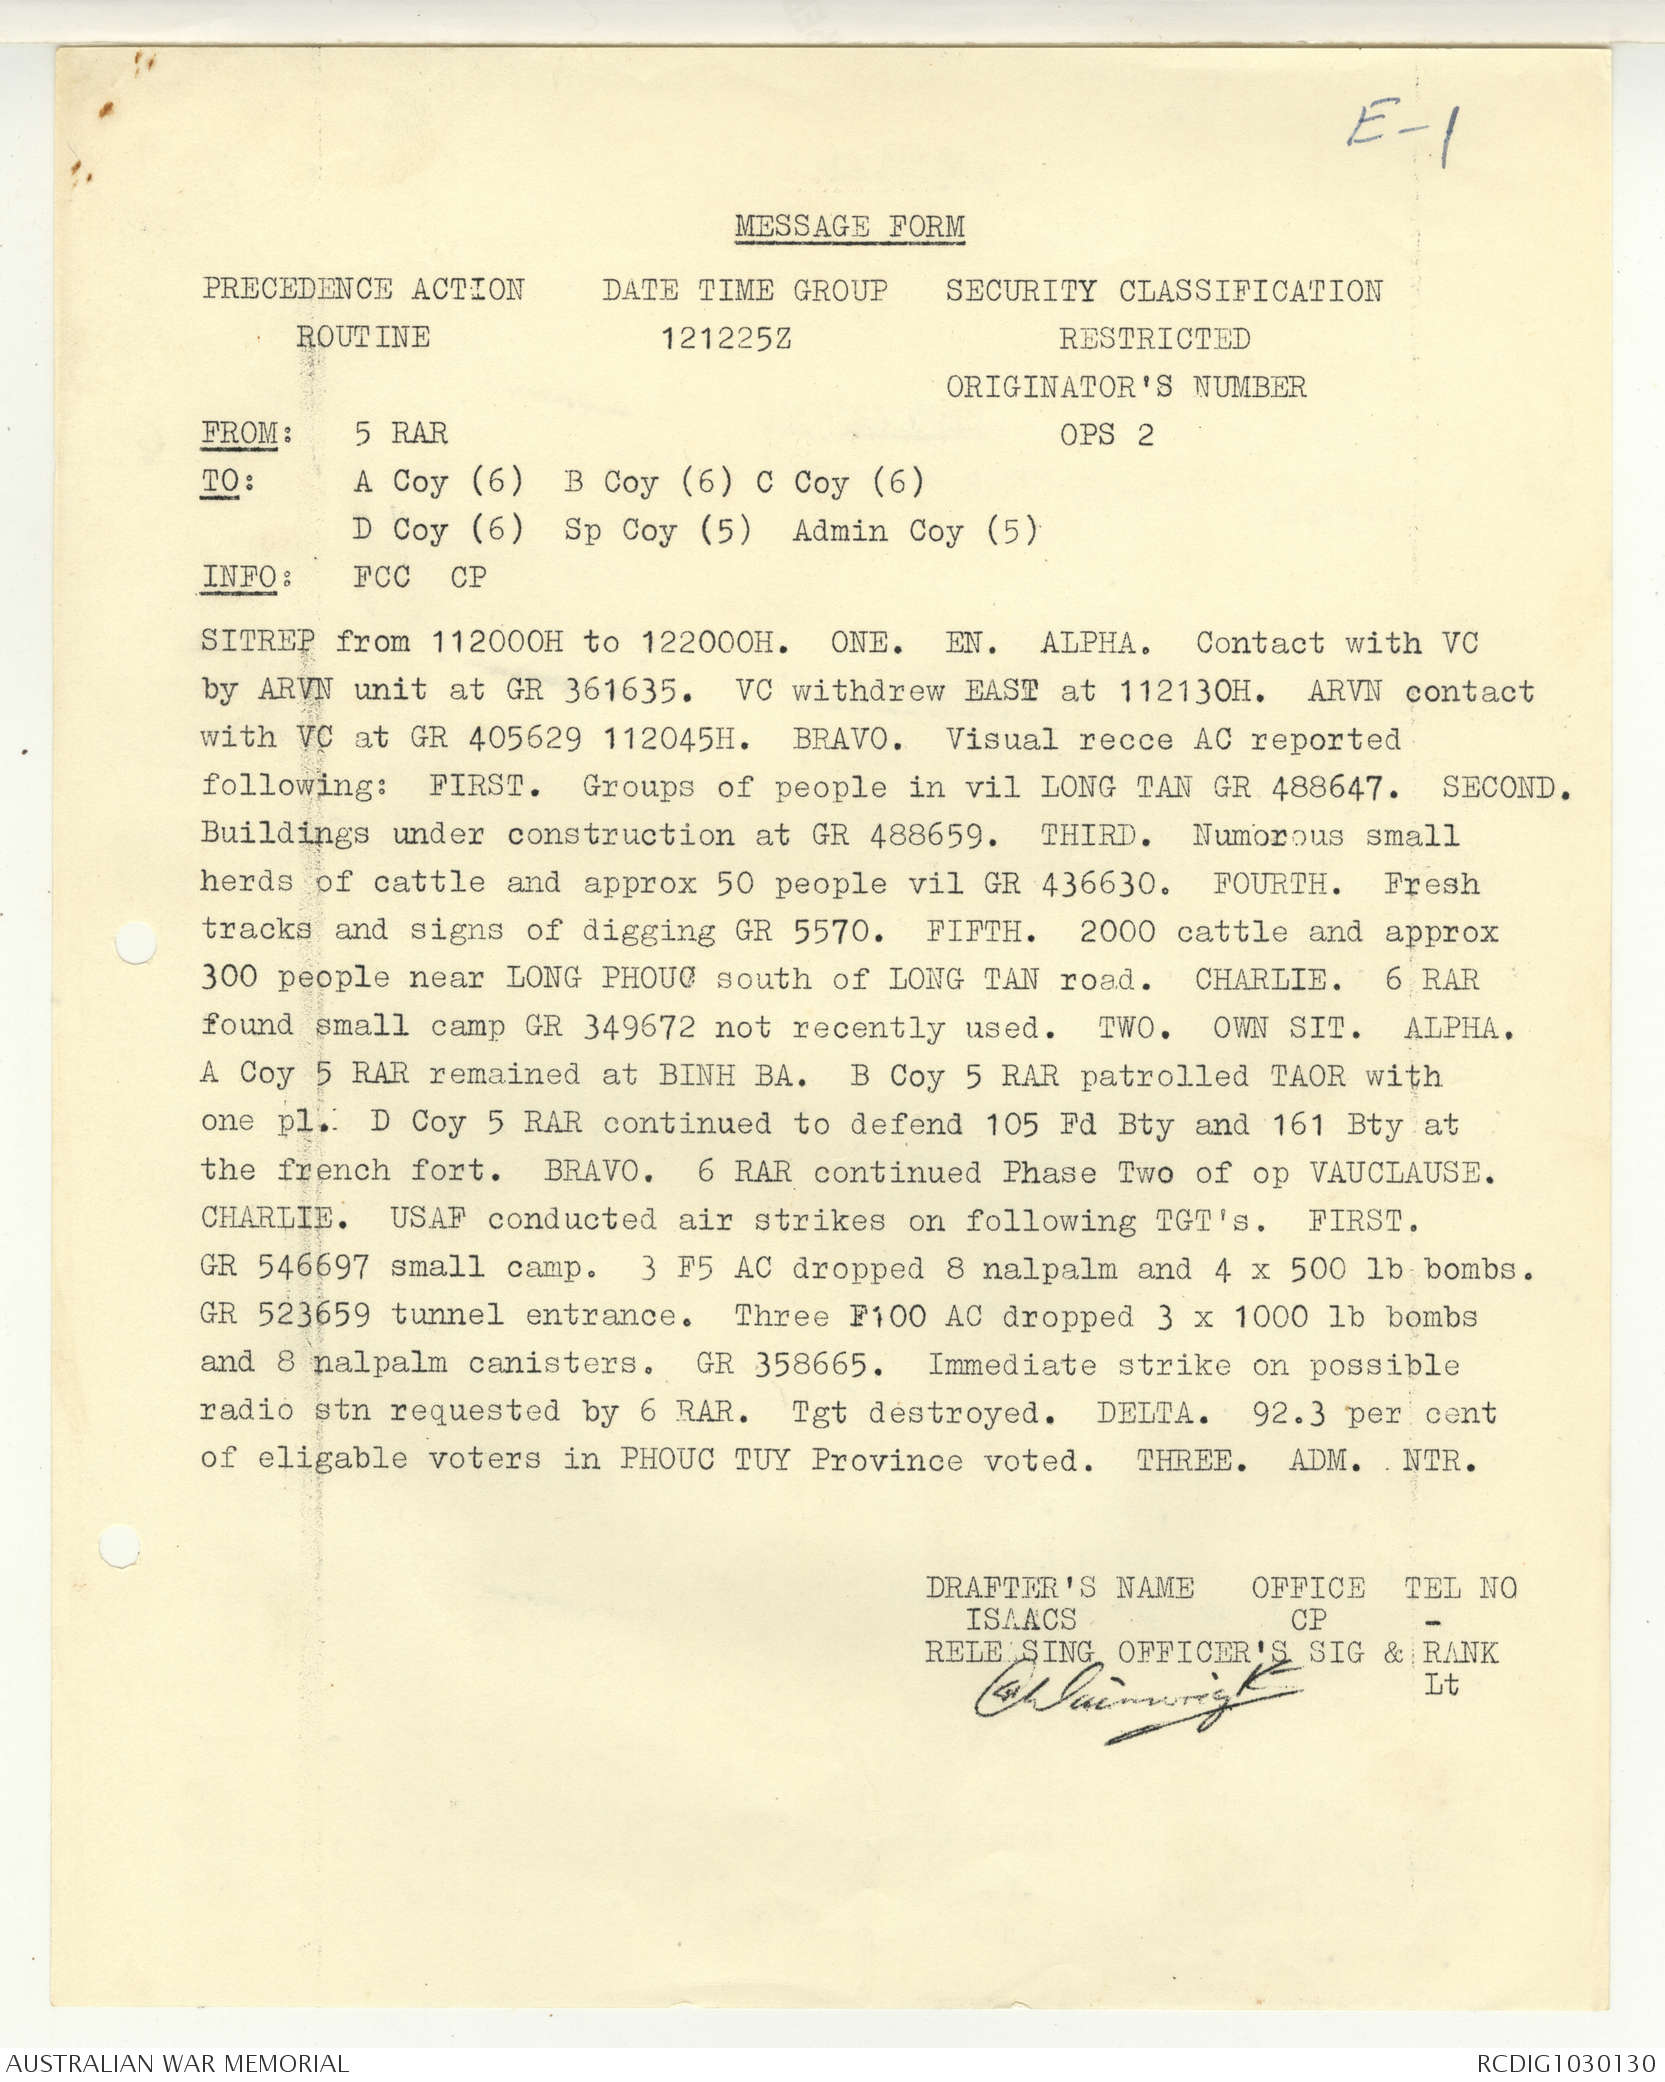 E-1
MESSAGE FORM
PRECEDENCE ACTION    DATE TIME GROUP    SECURITY CLASSIFICATION
ROUTINE    121225Z    RESTRICTED
ORIGINATOR'S NUMBER
FROM:   5 RAR    OPS 2
TO:   A Coy (6)  B Coy (6) C Coy (6)
D Coy (6)  Sp Coy (5)  Admin Coy (5)
INFO:   FCC  CP
SITREP from 112000H to 122000H.  ONE.  EN.  ALPHA.  Contact with VC
by ARVN unit at GR 361635.  VC withdrew EAST at 112130H.  ARVN contact
with VC at GR 405629 112045H.  BRAVO.  Visual recce AC reported
following:  FIRST.  Groups of people in vil LONG TAN GR 488647.  SECOND.
Buildings under construction at GR 488659.  THIRD.  Numorous small
herds of cattle and approx 50 people vil GR 436630.  FOURTH.  Fresh
tracks and signs of digging GR 5570.  FIFTH.  2000 cattle and approx
300 people near LONG PHOUC south of LONG TAN road.  CHARLIE.  6 RAR
found small camp GR 349672 not recently used.  TWO.  OWN SIT.  ALPHA.
A Coy 5 RAR remained at BINH BA.  B Coy 5 RAR patrolled TAOR with
one pl.  D Coy 5 RAR continued to defend 105 Fd Bty and 161 Bty at
the french fort.  BRAVO.  6 RAR continued Phase Two of op VAUCLAUSE.
CHARLIE.  USAF conducted air strikes on following TGT's.  FIRST.
GR 546697 small camp.  3 F5 AC dropped 8 nalpalm and 4 x 500 lb bombs.
GR 523659 tunnel entrance.  Three F100 AC dropped 3 x 1000 lb bombs
and 8 nalpalm canisters.  GR 358665.  Immediate strike on possible
radio stn requested by 6 RAR.  Tgt destroyed.  DELTA.  92.3 per cent
of eligable voters in PHOUC TUY Province voted.  THREE.  ADM.  NTR.
DRAFTER'S NAME   OFFICE  TEL NO
ISAACS    CP    -
RELEASING OFFICER'S SIG & RANK
Wainwright    Lt
AUSTRALIAN WAR MEMORIAL    RCDIG1030130